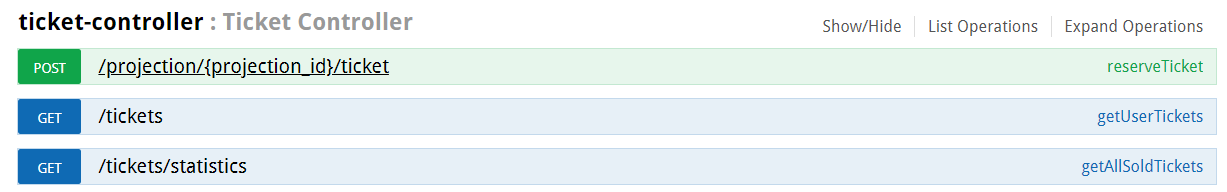 ticket-controller : Ticket Controller
Show/Hide List Operations Expand Operations
POST /projection/{projection_id}/ticket reserveTicket
GET /tickets getUserTickets
GET /tickets/statistics getAllSoldTickets